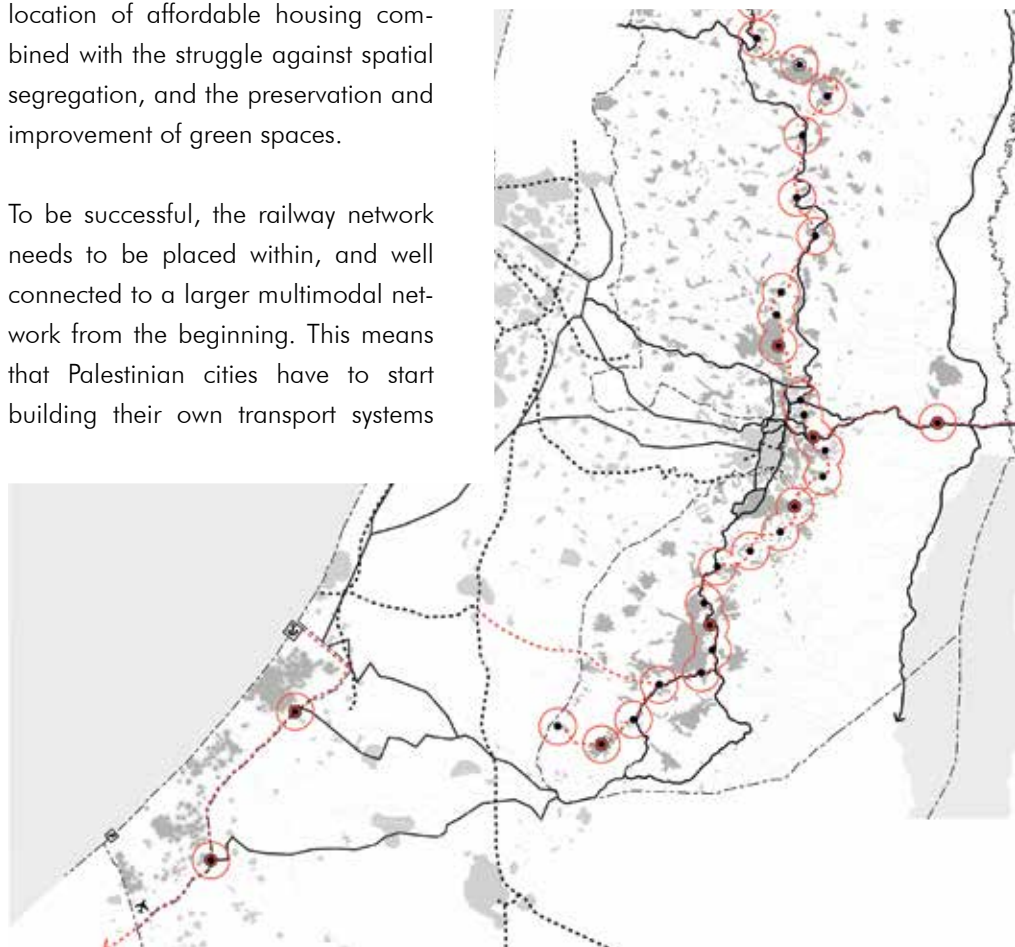 location of affordable housing com-
bined with the struggle against spatial
segregation, and the preservation and
improvement of green spaces.
To be successful, the railway network
needs to be placed within, and well
connected to a larger multimodal net-
work from the beginning. This means
that Palestinian cities have to start
building their own transport systems